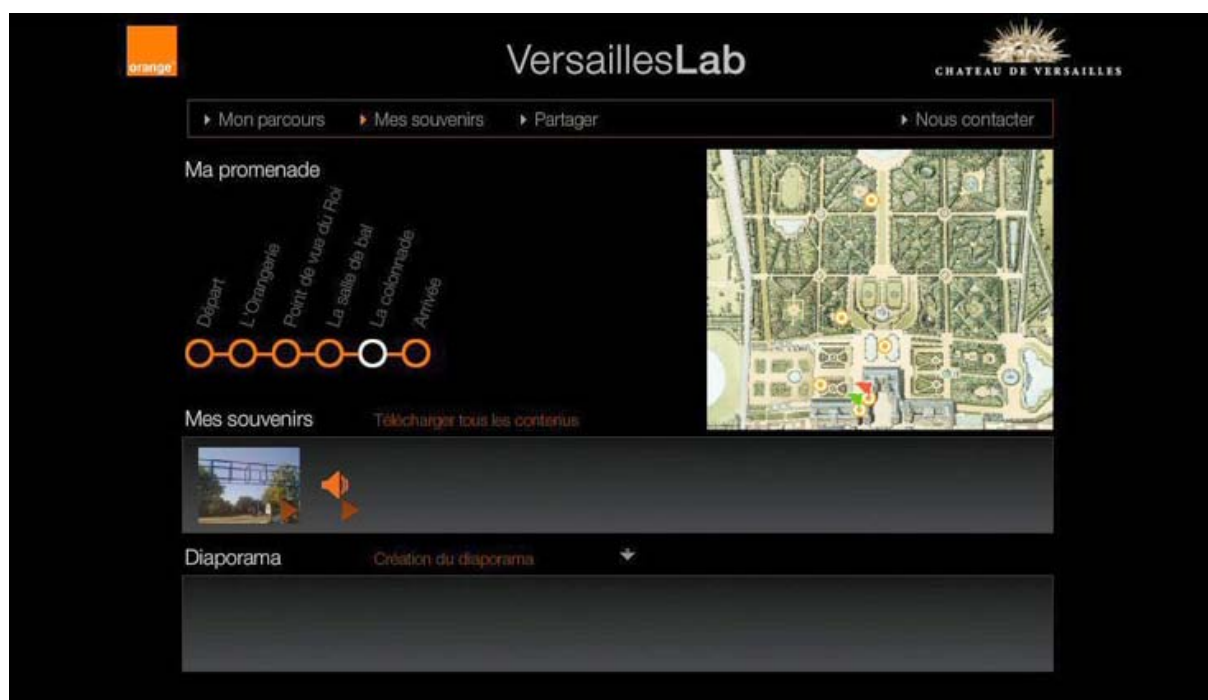 orange
VersaillesLab
CHATEAU DE VERSAILLES
Mon parcours
Mes souvenirs
Partager
Nous contacter
Ma promenade
Départ
L'Orangerie
Point de vue du Roi
La salle de bal
La colonnade
Arrivée
Mes souvenirs
Télécharger tous les contenus
Diaporama
Création du diaporama